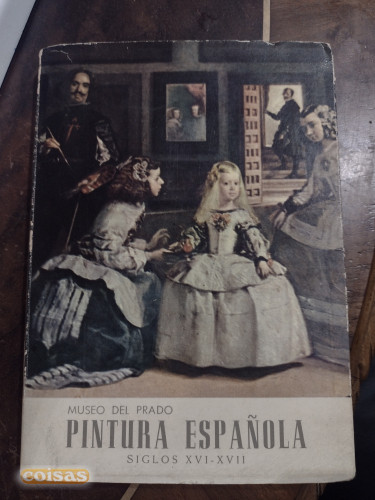 MUSEO DEL PRADO
PINTURA ESPAÑOLA
SIGLOS XVI-XVII
coisas